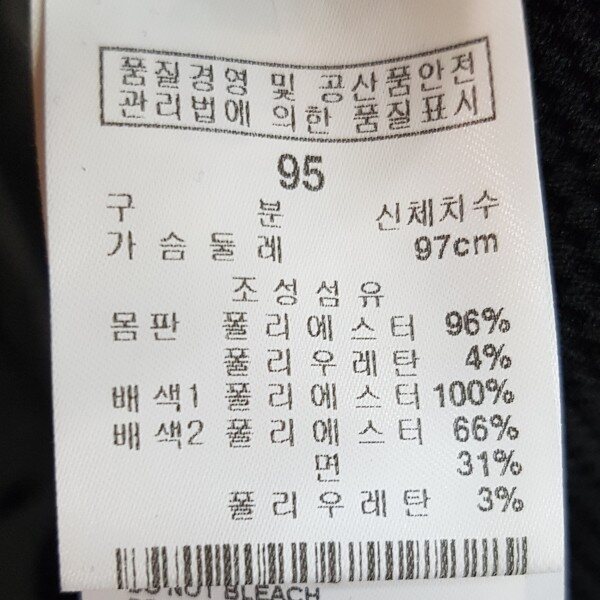 품질경영 및 공산품안전
관리법에 의한 품질표시
95
구 분 신체치수
가슴둘레 97cm
조성섬유
몸판 폴리에스터 96%
폴리우레탄 4%
배색1 폴리에스터 100%
배색2 폴리에스터 66%
면 31%
폴리우레탄 3%
DO NOT BLEACH